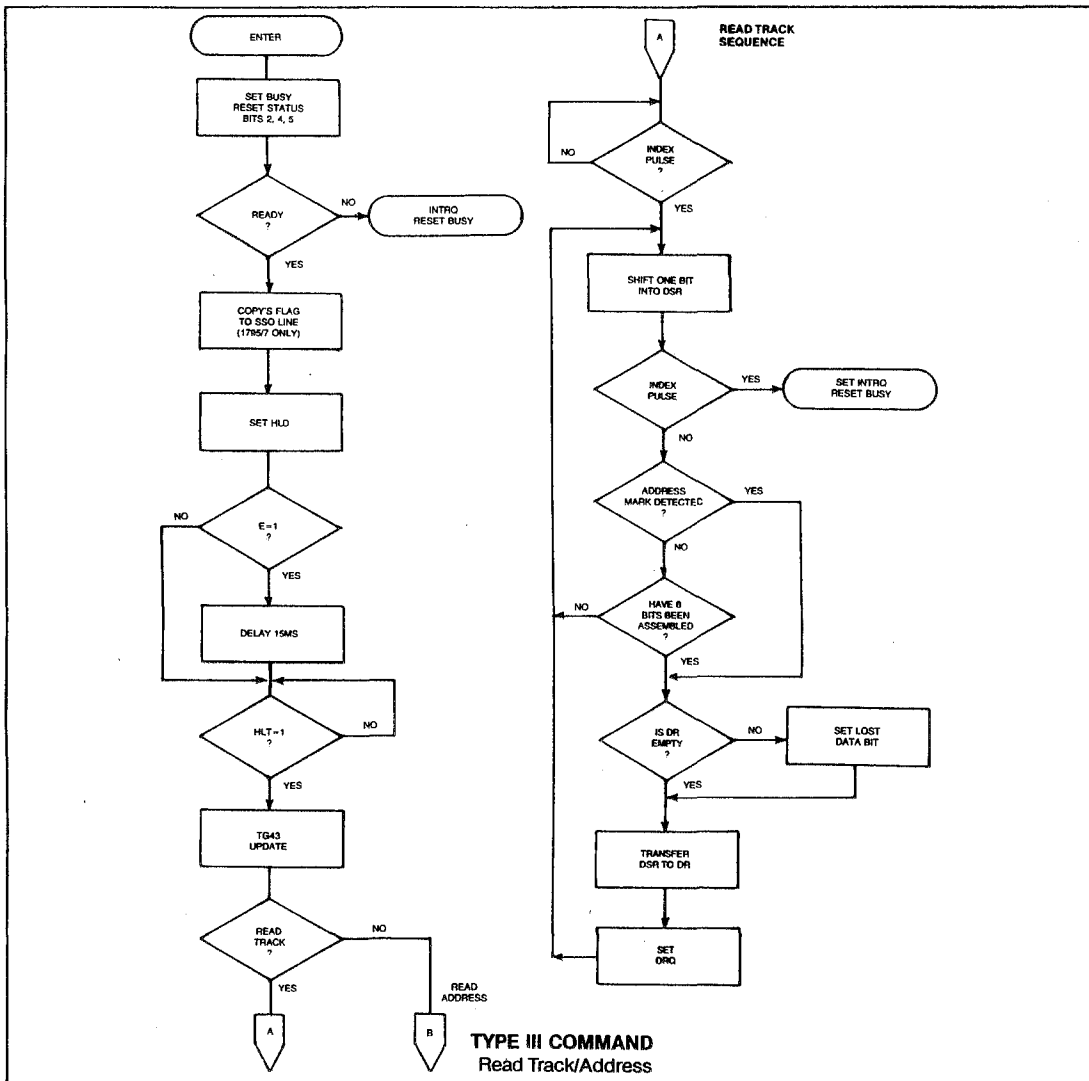 ENTER
SET BUSY
RESET STATUS
BITS 2, 4, 5
READY
?
NO
INTRQ
RESET BUSY
YES
COPY'S FLAG
TO SSO LINE
(1795/7 ONLY)
SET HLD
NO
E=1
?
YES
DELAY 15MS
HLT=1
?
NO
YES
TG43
UPDATE
READ
TRACK
?
NO
YES
READ
ADDRESS
A
B
A
READ TRACK
SEQUENCE
NO
INDEX
PULSE
?
YES
SHIFT ONE BIT
INTO DSR
INDEX
PULSE
YES
SET INTRQ
RESET BUSY
NO
ADDRESS
MARK DETECTED
?
YES
NO
NO
HAVE 8
BITS BEEN
ASSEMBLED
?
YES
IS DR
EMPTY
?
NO
SET LOST
DATA BIT
YES
TRANSFER
DSR TO DR
SET
DRQ
TYPE III COMMAND
Read Track/Address